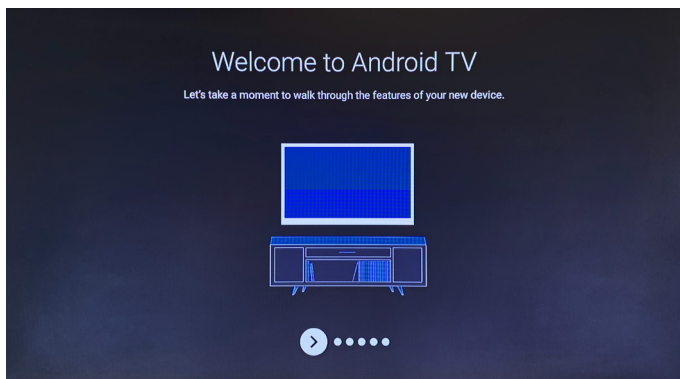 Welcome to Android TV
Let's take a moment to walk through the features of your new device.